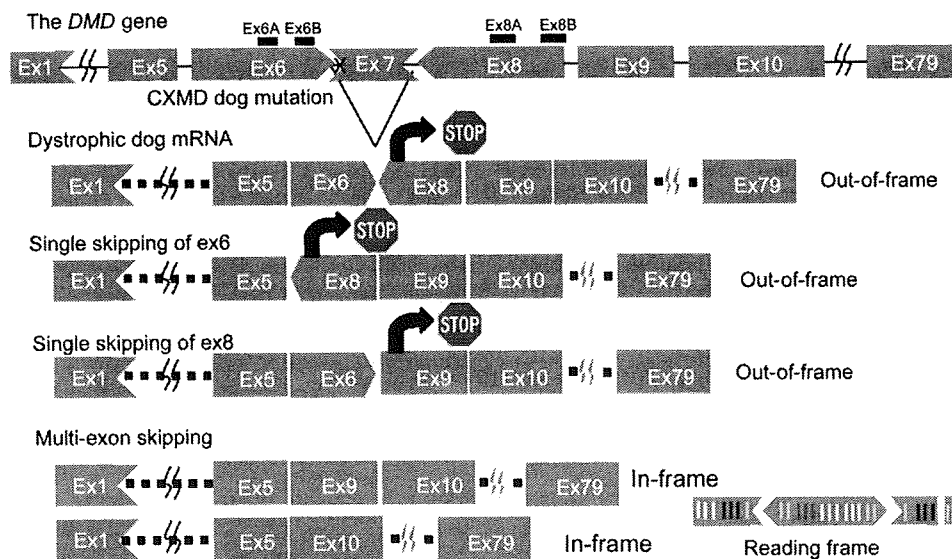 Ex6A Ex6B Ex8A Ex8B
The DMD gene
Ex1 Ex5 Ex6 Ex7 Ex8 Ex9 Ex10 Ex79
CXMD dog mutation
STOP
Dystrophic dog mRNA
Ex1 Ex5 Ex6 Ex8 Ex9 Ex10 Ex79 Out-of-frame
STOP
Single skipping of ex6
Ex1 Ex5 Ex8 Ex9 Ex10 Ex79 Out-of-frame
STOP
Single skipping of ex8
Ex1 Ex5 Ex6 Ex9 Ex10 Ex79 Out-of-frame
Multi-exon skipping
Ex1 Ex5 Ex9 Ex10 Ex79 In-frame
Ex1 Ex5 Ex10 Ex79 In-frame
Reading frame